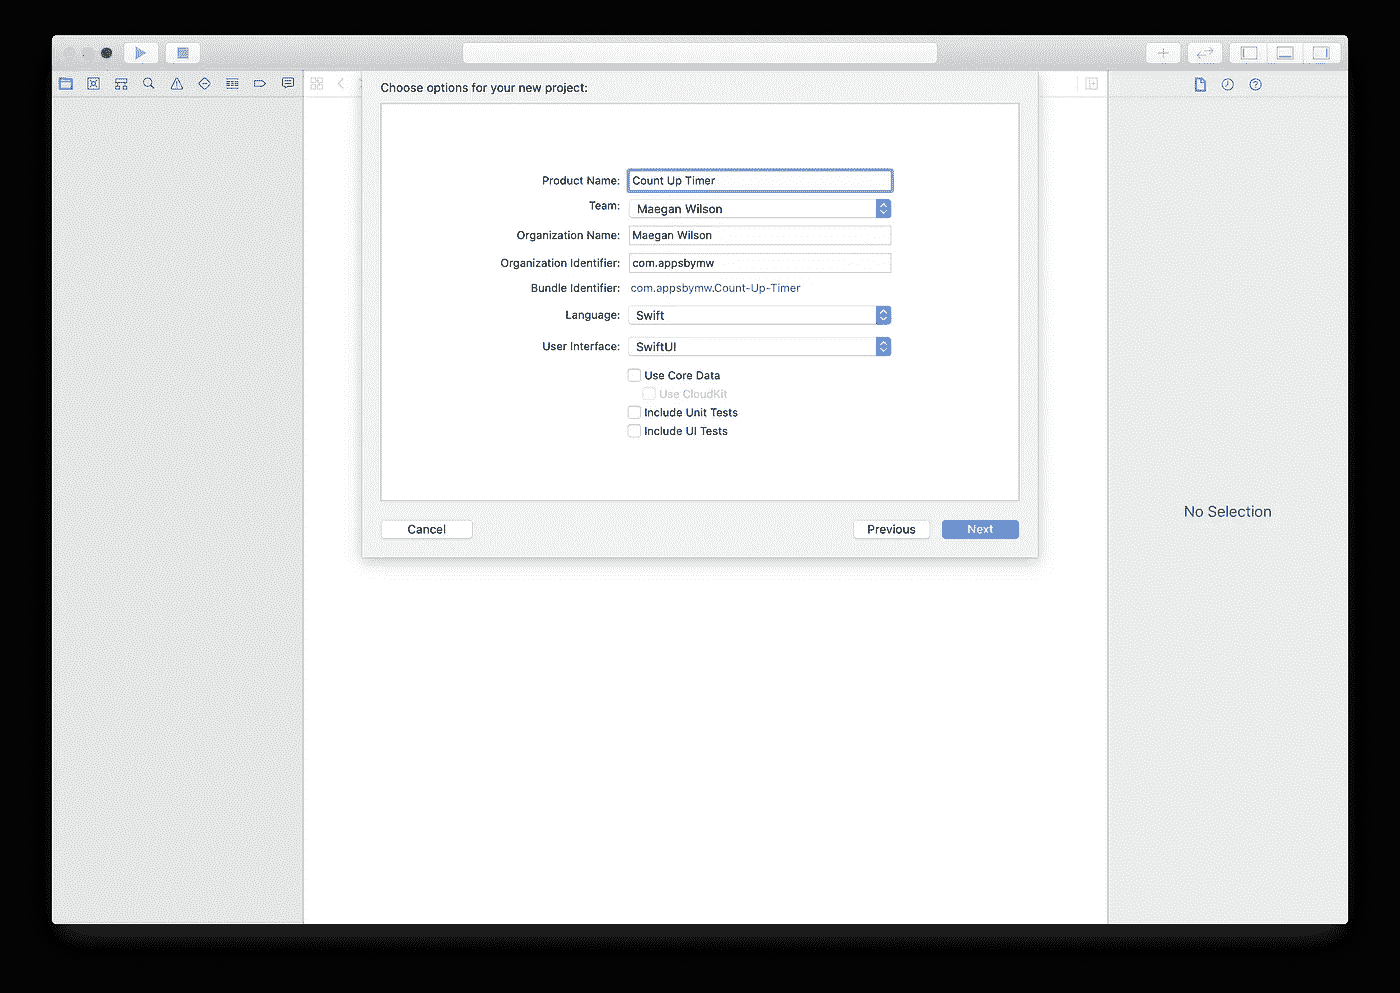 Choose options for your new project:
Product Name: Count Up Timer
Team: Maegan Wilson
Organization Name: Maegan Wilson
Organization Identifier: com.appsbymw
Bundle Identifier: com.appsbymw.Count-Up-Timer
Language: Swift
User Interface: SwiftUI
Use Core Data
Use CloudKit
Include Unit Tests
Include UI Tests
No Selection
Cancel Previous Next